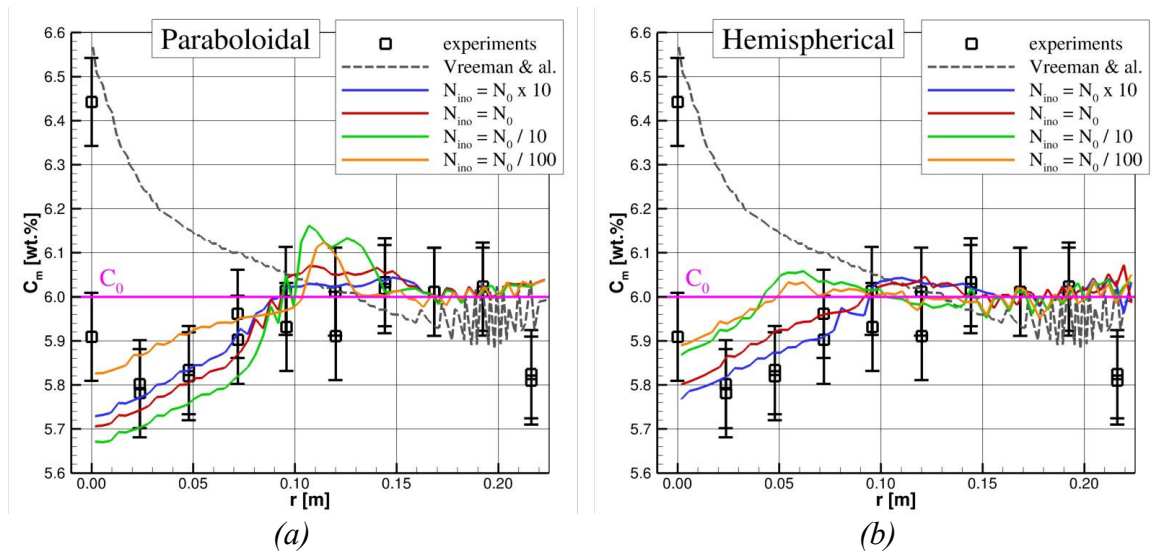 Paraboloidal
experiments
Vreeman & al.
N_ino = N_0 x 10
N_ino = N_0
N_ino = N_0 / 10
N_ino = N_0 / 100
6.6
6.5
6.4
6.3
6.2
6.1
6.0
5.9
5.8
5.7
5.6
C_m [wt.%]
C_0
0.00
0.05
0.10
0.15
0.20
r [m]
(a)
Hemispherical
experiments
Vreeman & al.
N_ino = N_0 x 10
N_ino = N_0
N_ino = N_0 / 10
N_ino = N_0 / 100
6.6
6.5
6.4
6.3
6.2
6.1
6.0
5.9
5.8
5.7
5.6
C_m [wt.%]
C_0
0.00
0.05
0.10
0.15
0.20
r [m]
(b)